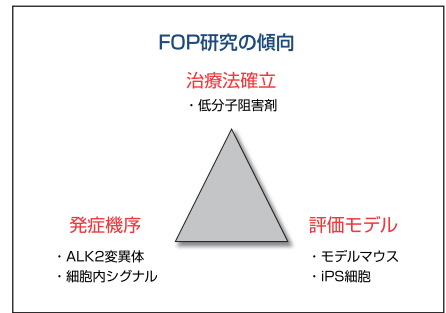 FOP研究の傾向
治療法確立
・低分子阻害剤
発症機序
・ALK2変異体
・細胞内シグナル
評価モデル
・モデルマウス
・iPS細胞